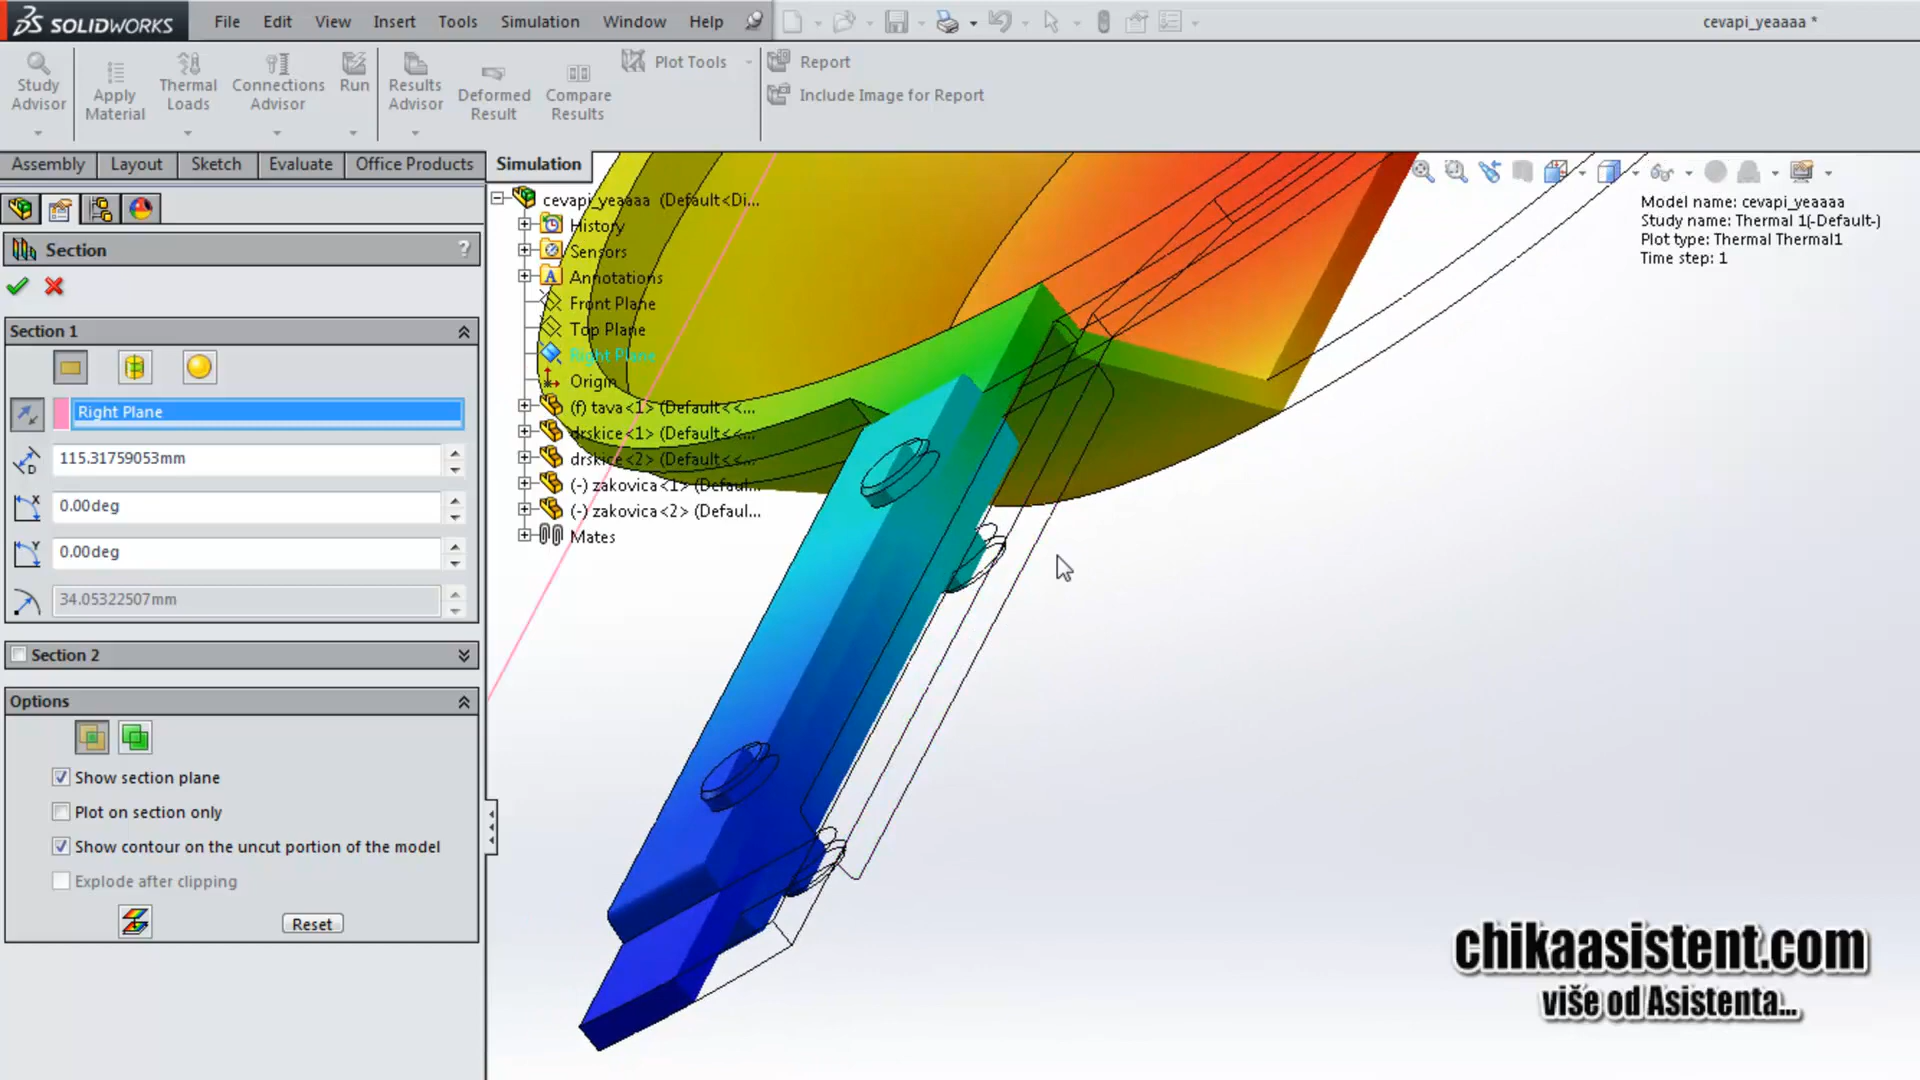 SOLIDWORKS
File Edit View Insert Tools Simulation Window Help
cevapi_yeaaaa *
Study Advisor
Apply Material
Thermal Loads
Connections Advisor
Run
Results Advisor
Deformed Result
Compare Results
Plot Tools
Report
Include Image for Report
Assembly Layout Sketch Evaluate Office Products Simulation
Section ?
Section 1
Right Plane
115.31759053mm
0.00deg
0.00deg
34.05322507mm
Section 2
Options
Show section plane
Plot on section only
Show contour on the uncut portion of the model
Explode after clipping
Reset
cevapi_yeaaaa (Default<Di...
History
Sensors
Annotations
Front Plane
Top Plane
Right Plane
Origin
(f) tava<1> (Default<<...
drskice<1> (Default<<...
drskice<2> (Default<<...
(-) zakovica<1> (Defaul...
(-) zakovica<2> (Defaul...
Mates
Model name: cevapi_yeaaaa
Study name: Thermal 1(-Default-)
Plot type: Thermal Thermal1
Time step: 1
chikaasistent.com
više od Asistenta...